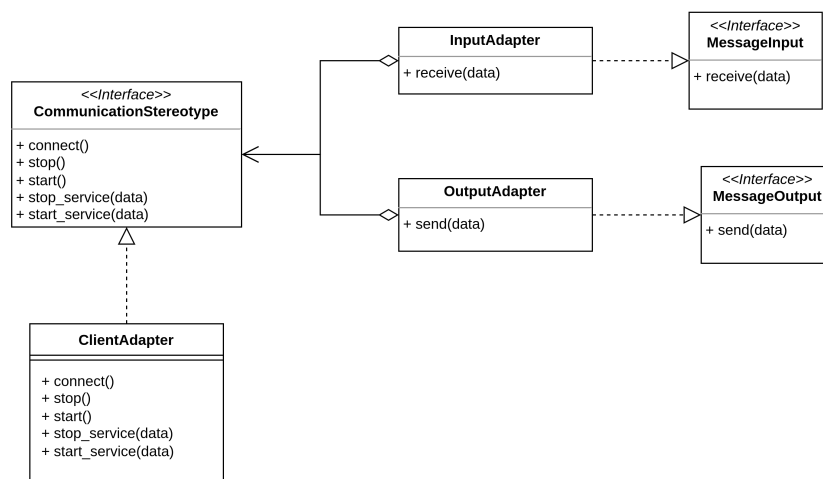 <<Interface>>
CommunicationStereotype
+ connect()
+ stop()
+ start()
+ stop_service(data)
+ start_service(data)
InputAdapter
+ receive(data)
<<Interface>>
MessageInput
+ receive(data)
OutputAdapter
+ send(data)
<<Interface>>
MessageOutput
+ send(data)
ClientAdapter
+ connect()
+ stop()
+ start()
+ stop_service(data)
+ start_service(data)